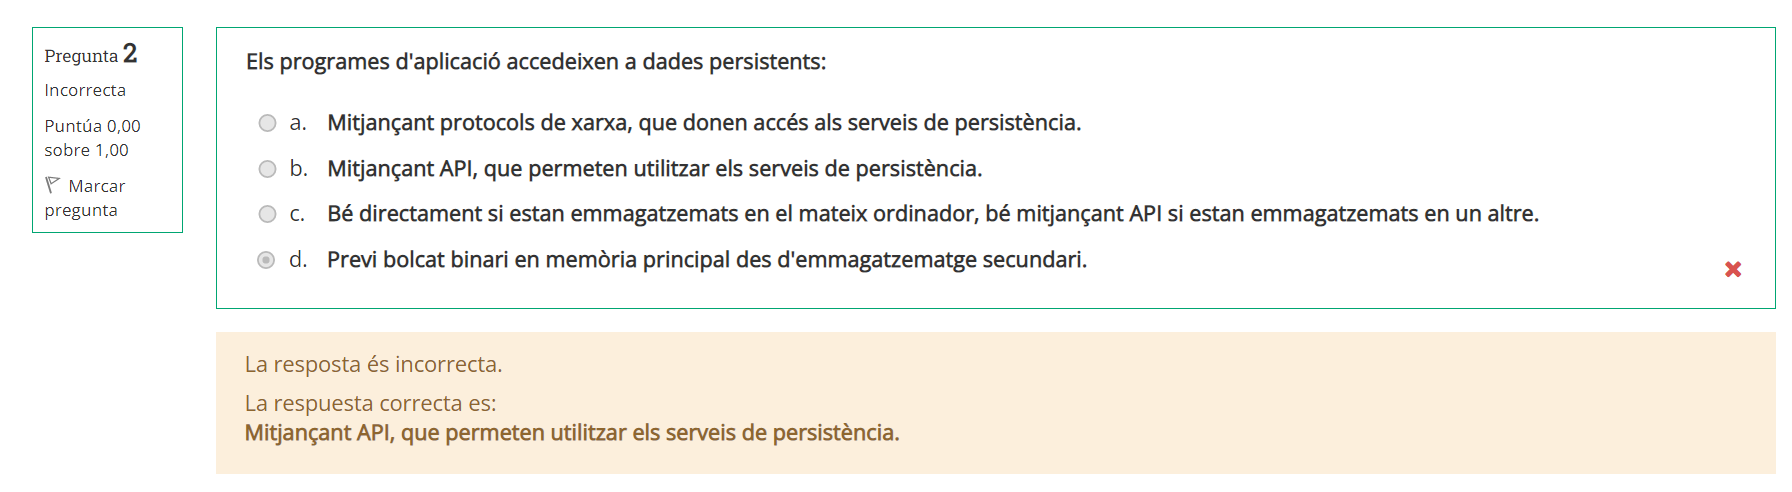 Pregunta 2
Incorrecta
Puntúa 0,00
sobre 1,00
Marcar
pregunta
Els programes d'aplicació accedeixen a dades persistents:
a. Mitjançant protocols de xarxa, que donen accés als serveis de persistència.
b. Mitjançant API, que permeten utilitzar els serveis de persistència.
c. Bé directament si estan emmagatzemats en el mateix ordinador, bé mitjançant API si estan emmagatzemats en un altre.
d. Previ bolcat binari en memòria principal des d'emmagatzematge secundari.
La resposta és incorrecta.
La respuesta correcta es:
Mitjançant API, que permeten utilitzar els serveis de persistència.